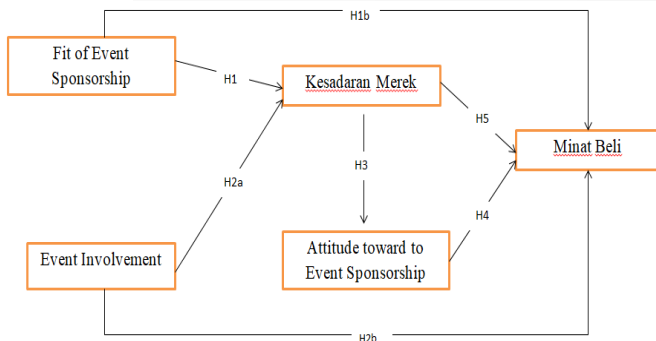 H1b
Fit of Event
Sponsorship
H1
Kesadaran Merek
H5
Minat Beli
H3
H2a
H4
Event Involvement
Attitude toward to
Event Sponsorship
H2b